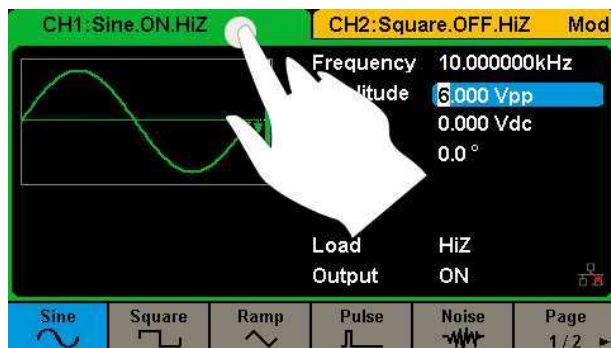 CH1:Sine.ON.HiZ CH2:Square.OFF.HiZ Mod
Frequency 10.000000kHz
6.000 Vpp
0.000 Vdc
0.0 °
Load HiZ
Output ON
Sine Square Ramp Pulse Noise Page
1/2